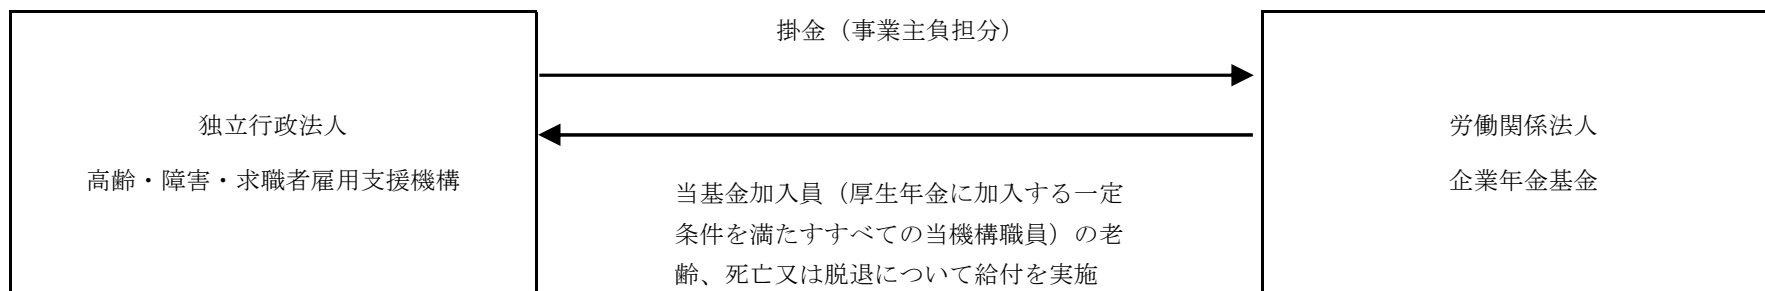 掛金（事業主負担分）
独立行政法人
高齢・障害・求職者雇用支援機構
労働関係法人
企業年金基金
当基金加入員（厚生年金に加入する一定
条件を満たすすべての当機構職員）の老
齢、死亡又は脱退について給付を実施